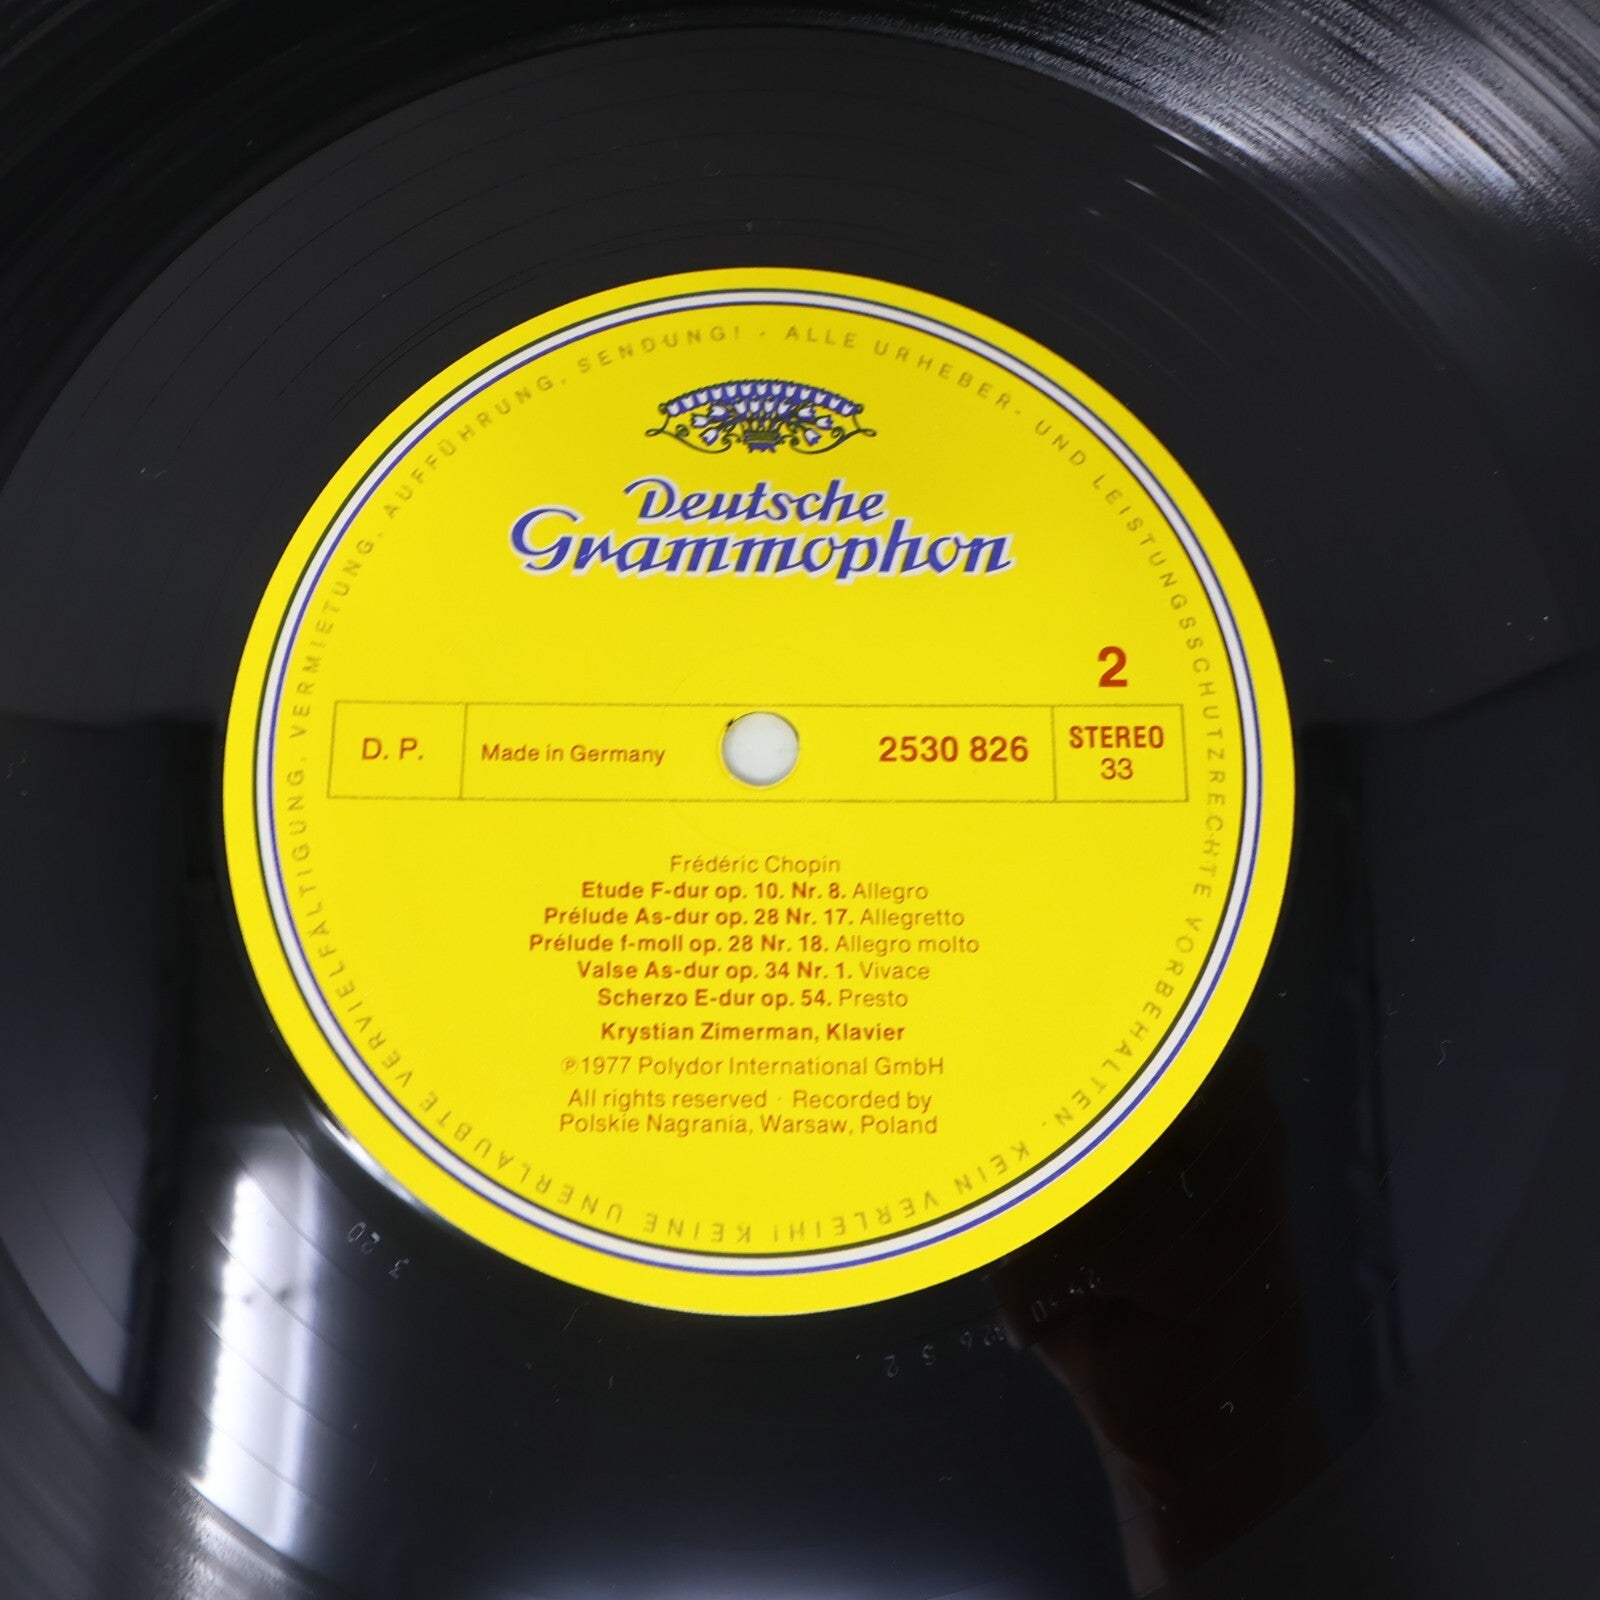 ALLE URHEBER- UND LEISTUNGSSCHUTZRECHTE VORBEHALTEN. KEIN VERLEIH! KEINE UNERLAUBTE VERVIELFÄLTIGUNG, VERMIETUNG, AUFFÜHRUNG, SENDUNG! ·
Deutsche
Grammophon
2
D. P.
Made in Germany
2530 826
STEREO
33
Frédéric Chopin
Etude F-dur op. 10. Nr. 8. Allegro
Prélude As-dur op. 28 Nr. 17. Allegretto
Prélude f-moll op. 28 Nr. 18. Allegro molto
Valse As-dur op. 34 Nr. 1. Vivace
Scherzo E-dur op. 54. Presto
Krystian Zimerman, Klavier
℗1977 Polydor International GmbH
All rights reserved · Recorded by
Polskie Nagrania, Warsaw, Poland
320